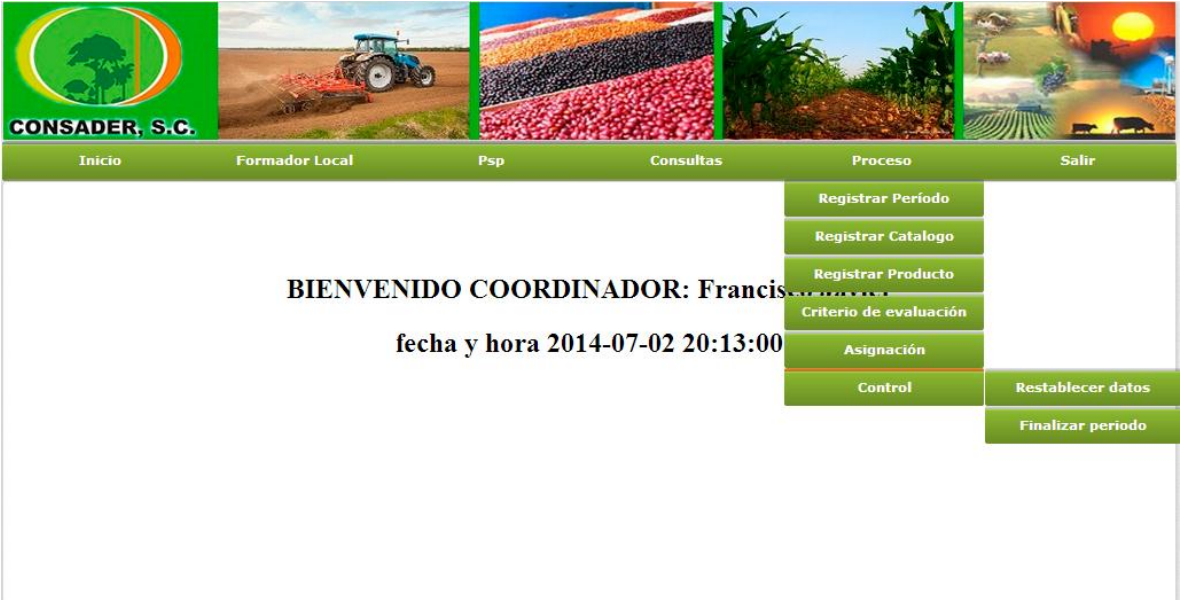 CONSADER, S.C.
Inicio Formador Local Psp Consultas Proceso Salir
Registrar Período
Registrar Catalogo
Registrar Producto
BIENVENIDO COORDINADOR:
Criterio de evaluación
fecha y hora 2014-07-02 20:13:00
Asignación
Control Restablecer datos
Finalizar periodo